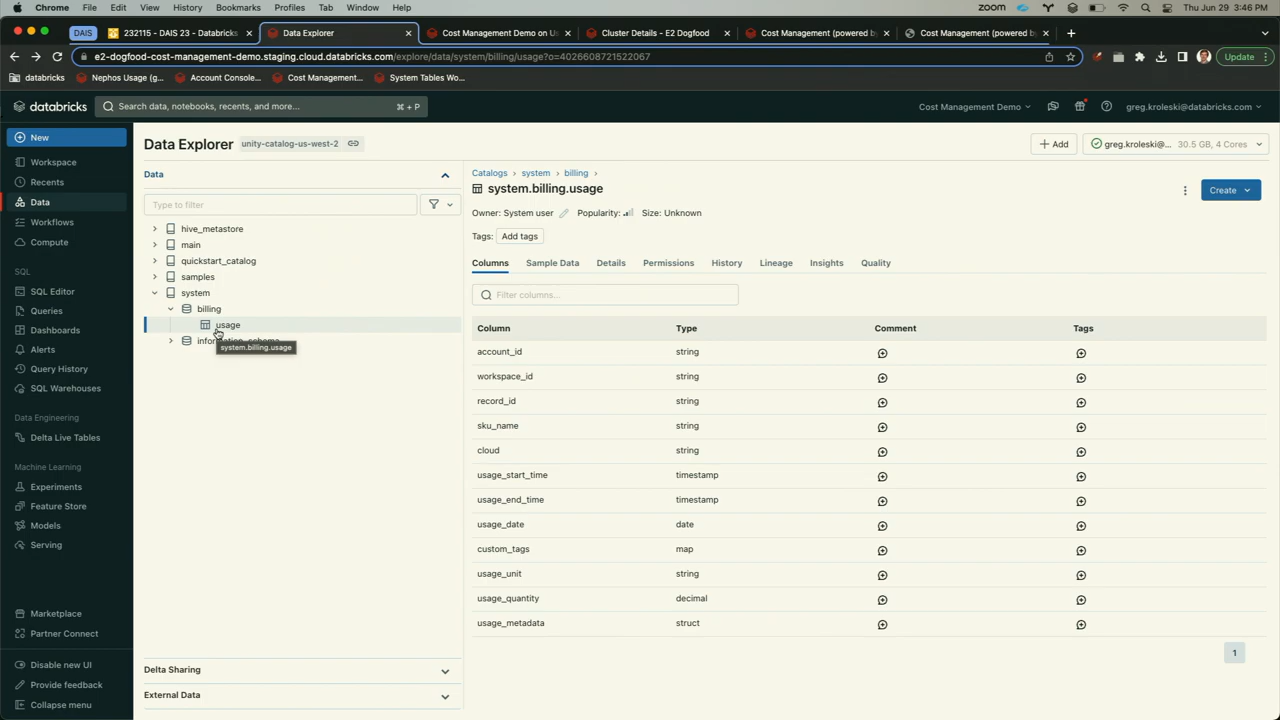 Chrome File Edit View History Bookmarks Profiles Tab Window Help ZOOM Thu Jun 29 3:46 PM
DAIS 232115 - DAIS 23 - Databricks Data Explorer Cost Management Demo on Us Cluster Details - E2 Dogfood Cost Management (powered by Cost Management (powered by
e2-dogfood-cost-management-demo.staging.cloud.databricks.com/explore/data/system/billing/usage?o=4026608721522067 Update
databricks Nephos Usage (g... Account Console... Cost Management... System Tables Wo...
databricks Search data, notebooks, recents, and more... ⌘ + P Cost Management Demo greg.kroleski@databricks.com
New
Workspace
Recents
Data
Workflows
Compute
SQL
SQL Editor
Queries
Dashboards
Alerts
Query History
SQL Warehouses
Data Engineering
Delta Live Tables
Machine Learning
Experiments
Feature Store
Models
Serving
Marketplace
Partner Connect
Disable new UI
Provide feedback
Collapse menu
Data Explorer unity-catalog-us-west-2 Add greg.kroleski@... 30.5 GB, 4 Cores
Data
Type to filter
hive_metastore
main
quickstart_catalog
samples
system
billing
usage
system.billing.usage
Delta Sharing
External Data
Catalogs > system > billing >
system.billing.usage Create
Owner: System user Popularity: Size: Unknown
Tags: Add tags
Columns Sample Data Details Permissions History Lineage Insights Quality
Filter columns...
Column Type Comment Tags
account_id string
workspace_id string
record_id string
sku_name string
cloud string
usage_start_time timestamp
usage_end_time timestamp
usage_date date
custom_tags map
usage_unit string
usage_quantity decimal
usage_metadata struct
1